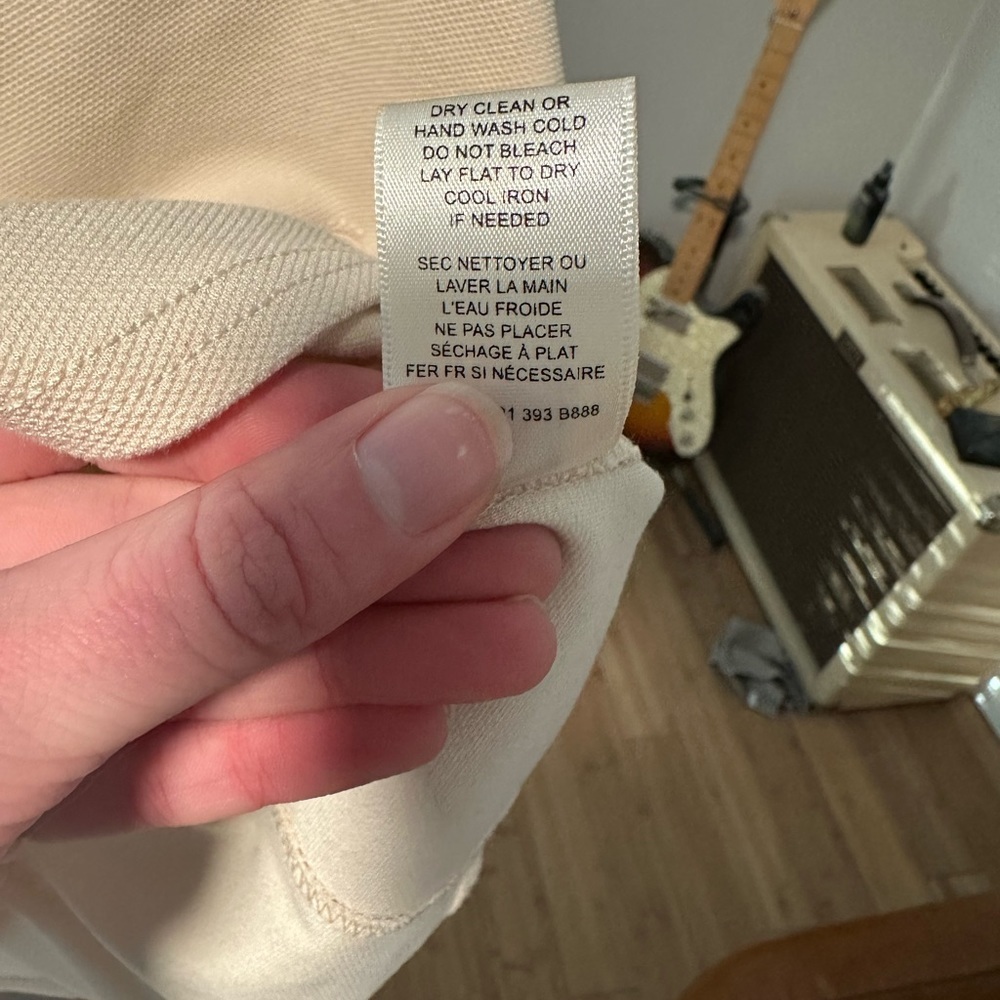 DRY CLEAN OR
HAND WASH COLD
DO NOT BLEACH
LAY FLAT TO DRY
COOL IRON
IF NEEDED
SEC NETTOYER OU
LAVER LA MAIN
L'EAU FROIDE
NE PAS PLACER
SÉCHAGE À PLAT
FER FR SI NÉCESSAIRE
393 B888